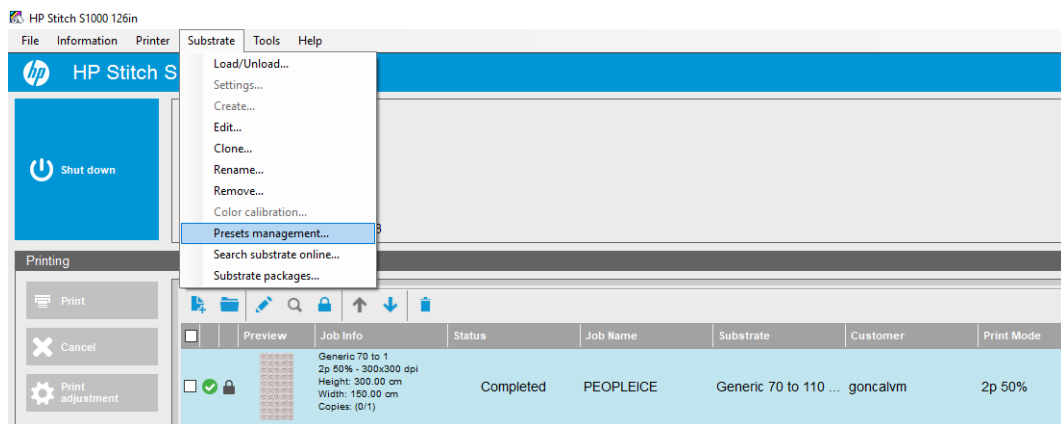 HP Stitch S1000 126in
File Information Printer Substrate Tools Help
hp HP Stitch S
Load/Unload...
Settings...
Create...
Edit...
Clone...
Rename...
Remove...
Color calibration...
Presets management...
Search substrate online...
Substrate packages...
Shut down
Printing
Print
Cancel
Print
adjustment
Preview Job Info Status Job Name Substrate Customer Print Mode
Generic 70 to 1
2p 50% - 300x300 dpi
Height: 300.00 cm
Width: 150.00 cm
Copies: (0/1)
Completed PEOPLEICE Generic 70 to 110 ... goncalvm 2p 50%